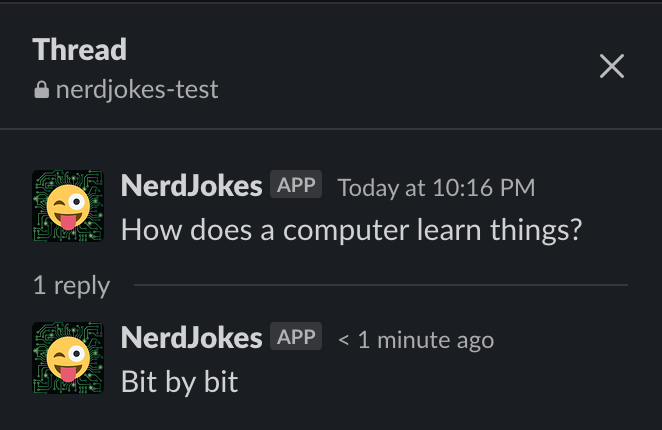 Thread
nerdjokes-test
NerdJokes APP Today at 10:16 PM
How does a computer learn things?
1 reply
NerdJokes APP < 1 minute ago
Bit by bit